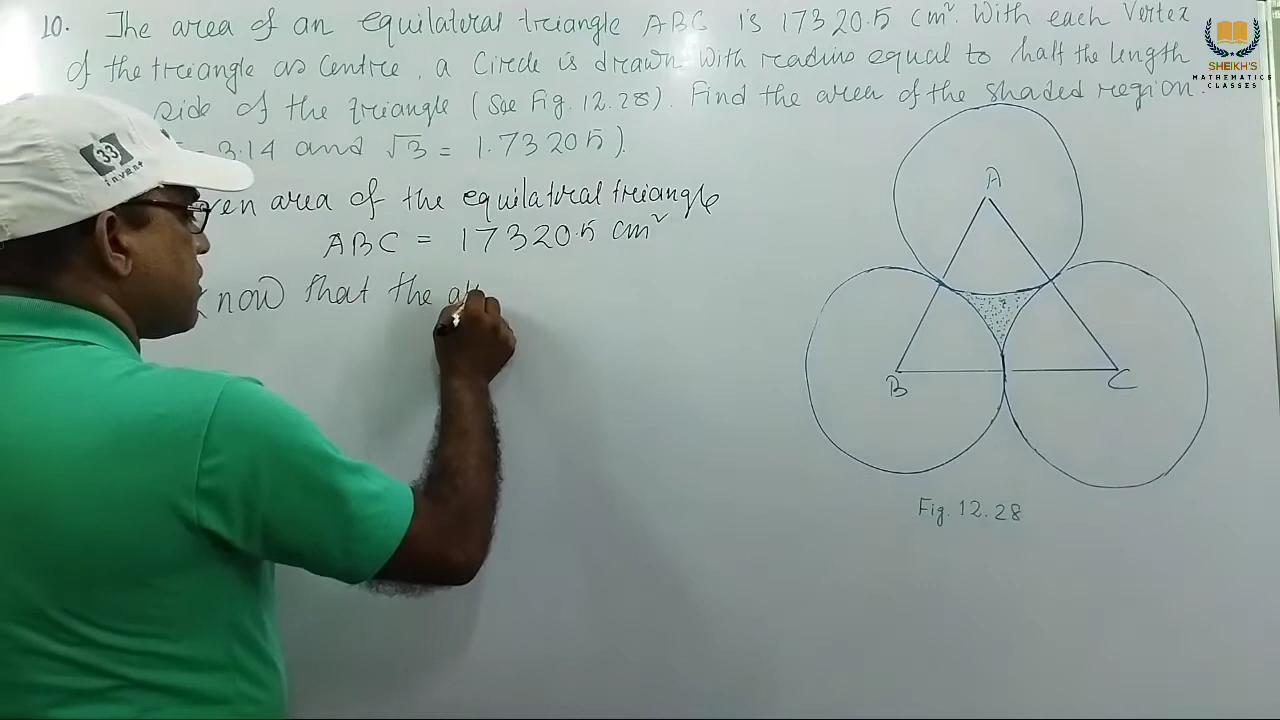 10. The area of an equilateral triangle ABC is 17320.5 cm². With each vertex
of the triangle as centre, a circle is drawn with radius equal to half the length
side of the triangle (See Fig. 12.28). Find the area of the shaded region.
3.14 and √3 = 1.73205).
area of the equilateral triangle
ABC = 17320.5 cm²
now that the
A
B
C
Fig. 12.28
SHEIKH'S
MATHEMATICS
CLASSES
33
invent